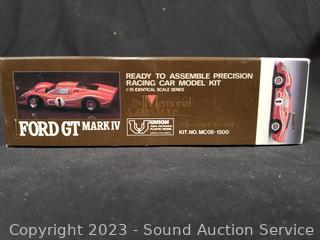 READY TO ASSEMBLE PRECISION
RACING CAR MODEL KIT
1/25 IDENTICAL SCALE SERIES
The Memorial
Collections
FORD GT MARK IV
UNION
KIT.NO.MC08-1500
Copyright 2023 - Sound Auction Service